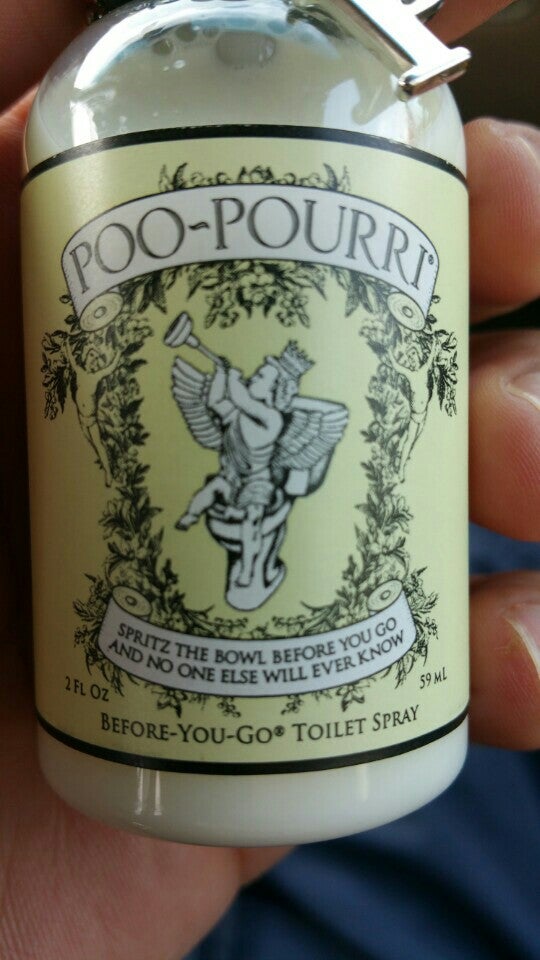 POO~POURRI®
SPRITZ THE BOWL BEFORE YOU GO
AND NO ONE ELSE WILL EVER KNOW
2 FL OZ
59 ML
BEFORE-YOU-GO® TOILET SPRAY